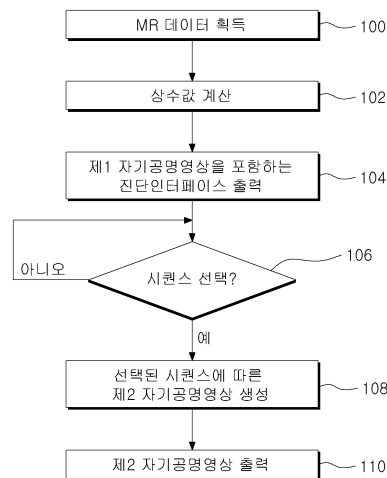 MR 데이터 획득
100
상수값 계산
102
제1 자기공명영상을 포함하는
진단인터페이스 출력
104
시퀀스 선택?
106
아니오
예
선택된 시퀀스에 따른
제2 자기공명영상 생성
108
제2 자기공명영상 출력
110